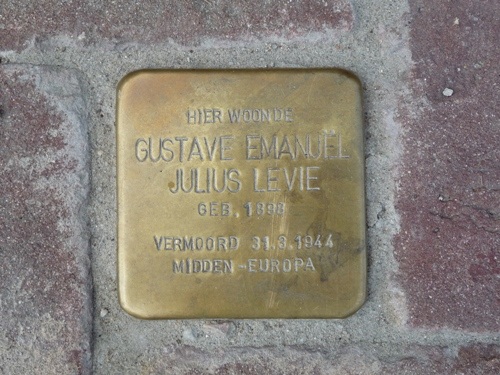 HIER WOONDE
GUSTAVE EMANUEL
JULIUS LEVIE
GEB. 1898
VERMOORD 31.3.1944
MIDDEN-EUROPA